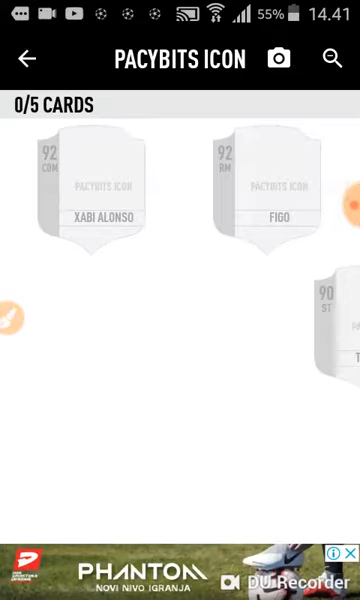 55% 14.41
PACYBITS ICON
0/5 CARDS
92
CDM
PACYBITS ICON
XABI ALONSO
92
RM
PACYBITS ICON
FIGO
90
ST
PHANTOM
NOVI NIVO IGRANJA
DU Recorder